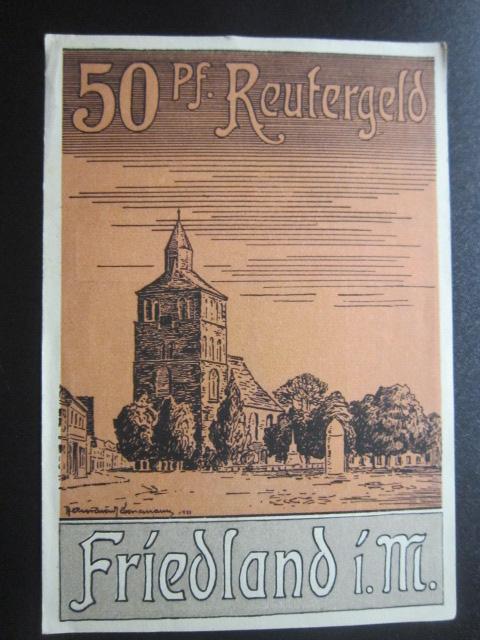 50 Pf. Reutergeld
Friedland i. M.